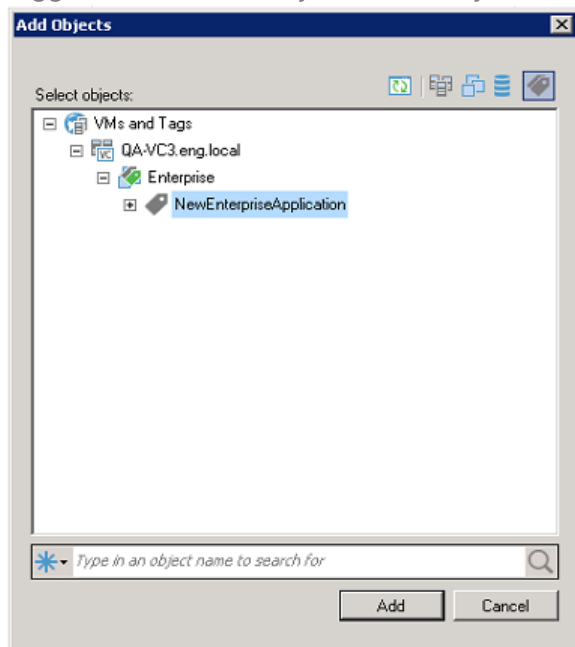 Add Objects
Select objects:
VMs and Tags
QA-VC3.eng.local
Enterprise
NewEnterpriseApplication
Type in an object name to search for
Add Cancel